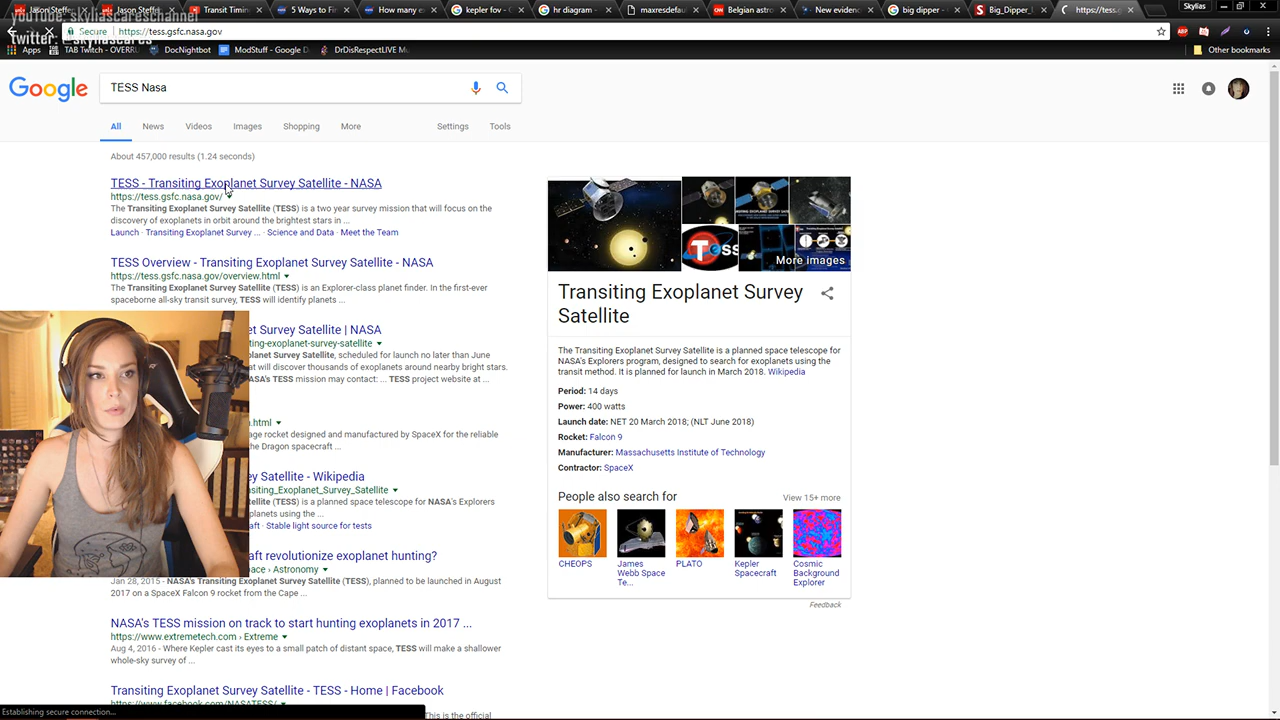 YouTube: skyliascareschannel
Jason Steffe
Jason Steffe
Transit Timin
5 Ways to Fi
How many e
kepler fov - G
hr diagram -
maxresdefau
Belgian astro
New evidenc
big dipper -
Big_Dipper_l
https://tess.g
Skylias
Secure
https://tess.gsfc.nasa.gov
Apps
TAB Twitch - OVERRU
DocNightbot
ModStuff - Google D
DrDisRespectLIVE Mu
Other bookmarks
Google
TESS Nasa
All
News
Videos
Images
Shopping
More
Settings
Tools
About 457,000 results (1.24 seconds)
TESS - Transiting Exoplanet Survey Satellite - NASA
https://tess.gsfc.nasa.gov/
The Transiting Exoplanet Survey Satellite (TESS) is a two year survey mission that will focus on the
discovery of exoplanets in orbit around the brightest stars in ...
Launch · Transiting Exoplanet Survey ... · Science and Data · Meet the Team
TESS Overview - Transiting Exoplanet Survey Satellite - NASA
https://tess.gsfc.nasa.gov/overview.html
The Transiting Exoplanet Survey Satellite (TESS) is an Explorer-class planet finder. In the first-ever
spaceborne all-sky transit survey, TESS will identify planets ...
et Survey Satellite | NASA
ting-exoplanet-survey-satellite
planet Survey Satellite, scheduled for launch no later than June
at will discover thousands of exoplanets around nearby bright stars.
ASA's TESS mission may contact: ... TESS project website at ...
.html
age rocket designed and manufactured by SpaceX for the reliable
he Dragon spacecraft ...
ey Satellite - Wikipedia
nsiting_Exoplanet_Survey_Satellite
tellite (TESS) is a planned space telescope for NASA's Explorers
planets using the ...
aft · Stable light source for tests
aft revolutionize exoplanet hunting?
ace › Astronomy
Jan 28, 2015 - NASA's Transiting Exoplanet Survey Satellite (TESS), planned to be launched in August
2017 on a SpaceX Falcon 9 rocket from the Cape ...
NASA's TESS mission on track to start hunting exoplanets in 2017 ...
https://www.extremetech.com › Extreme
Aug 4, 2016 - Where Kepler cast its eyes to a small patch of distant space, TESS will make a shallower
whole-sky survey of ...
Transiting Exoplanet Survey Satellite - TESS - Home | Facebook
https://www.facebook.com/NASATESS/
This is the official
Establishing secure connection...
TESS
More images
Transiting Exoplanet Survey
Satellite
The Transiting Exoplanet Survey Satellite is a planned space telescope for
NASA's Explorers program, designed to search for exoplanets using the
transit method. It is planned for launch in March 2018. Wikipedia
Period: 14 days
Power: 400 watts
Launch date: NET 20 March 2018; (NLT June 2018)
Rocket: Falcon 9
Manufacturer: Massachusetts Institute of Technology
Contractor: SpaceX
People also search for
View 15+ more
CHEOPS
James
Webb Space
Te...
PLATO
Kepler
Spacecraft
Cosmic
Background
Explorer
Feedback